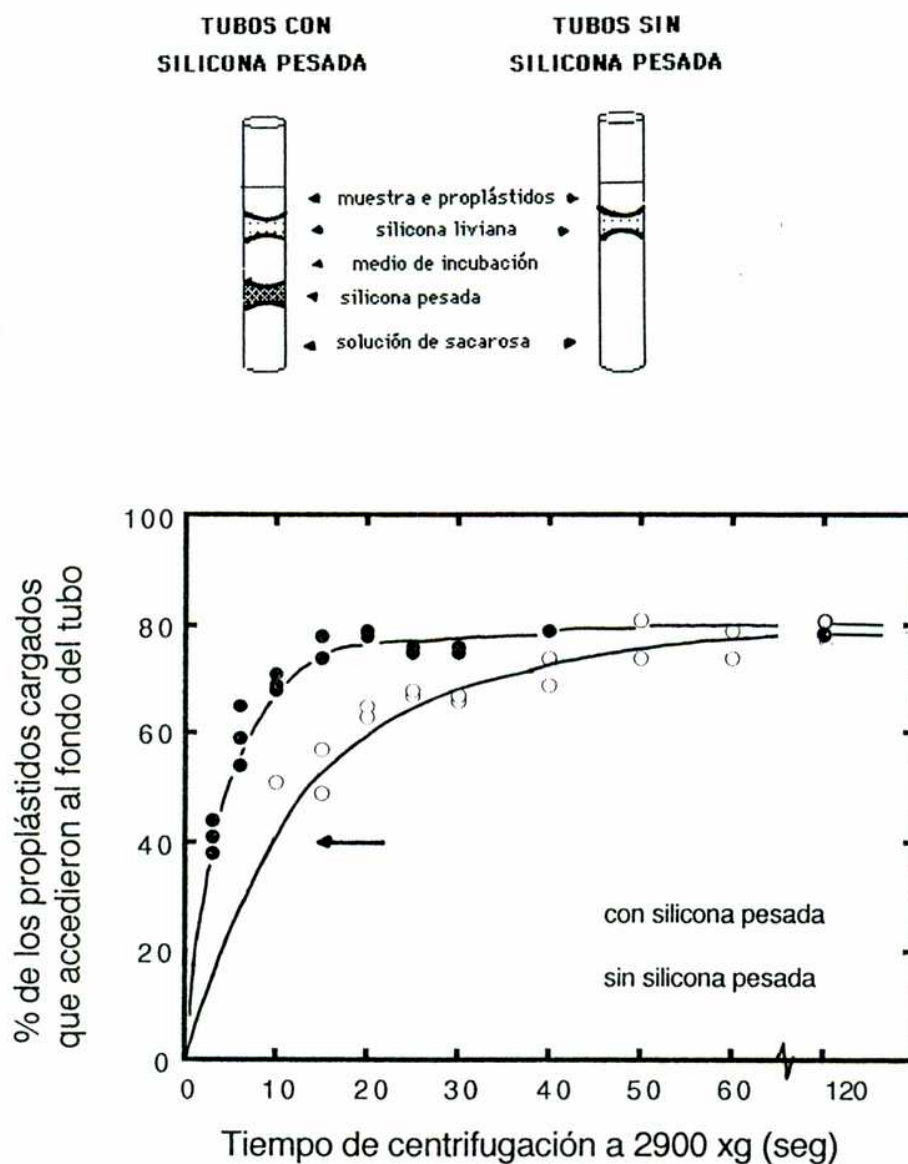 TUBOS CON
SILICONA PESADA
TUBOS SIN
SILICONA PESADA
muestra e proplástidos
silicona liviana
medio de incubación
silicona pesada
solución de sacarosa
% de los proplástidos cargados
que accedieron al fondo del tubo
100
80
60
40
20
0
con silicona pesada
sin silicona pesada
0 10 20 30 40 50 60 120
Tiempo de centrifugación a 2900 xg (seg)